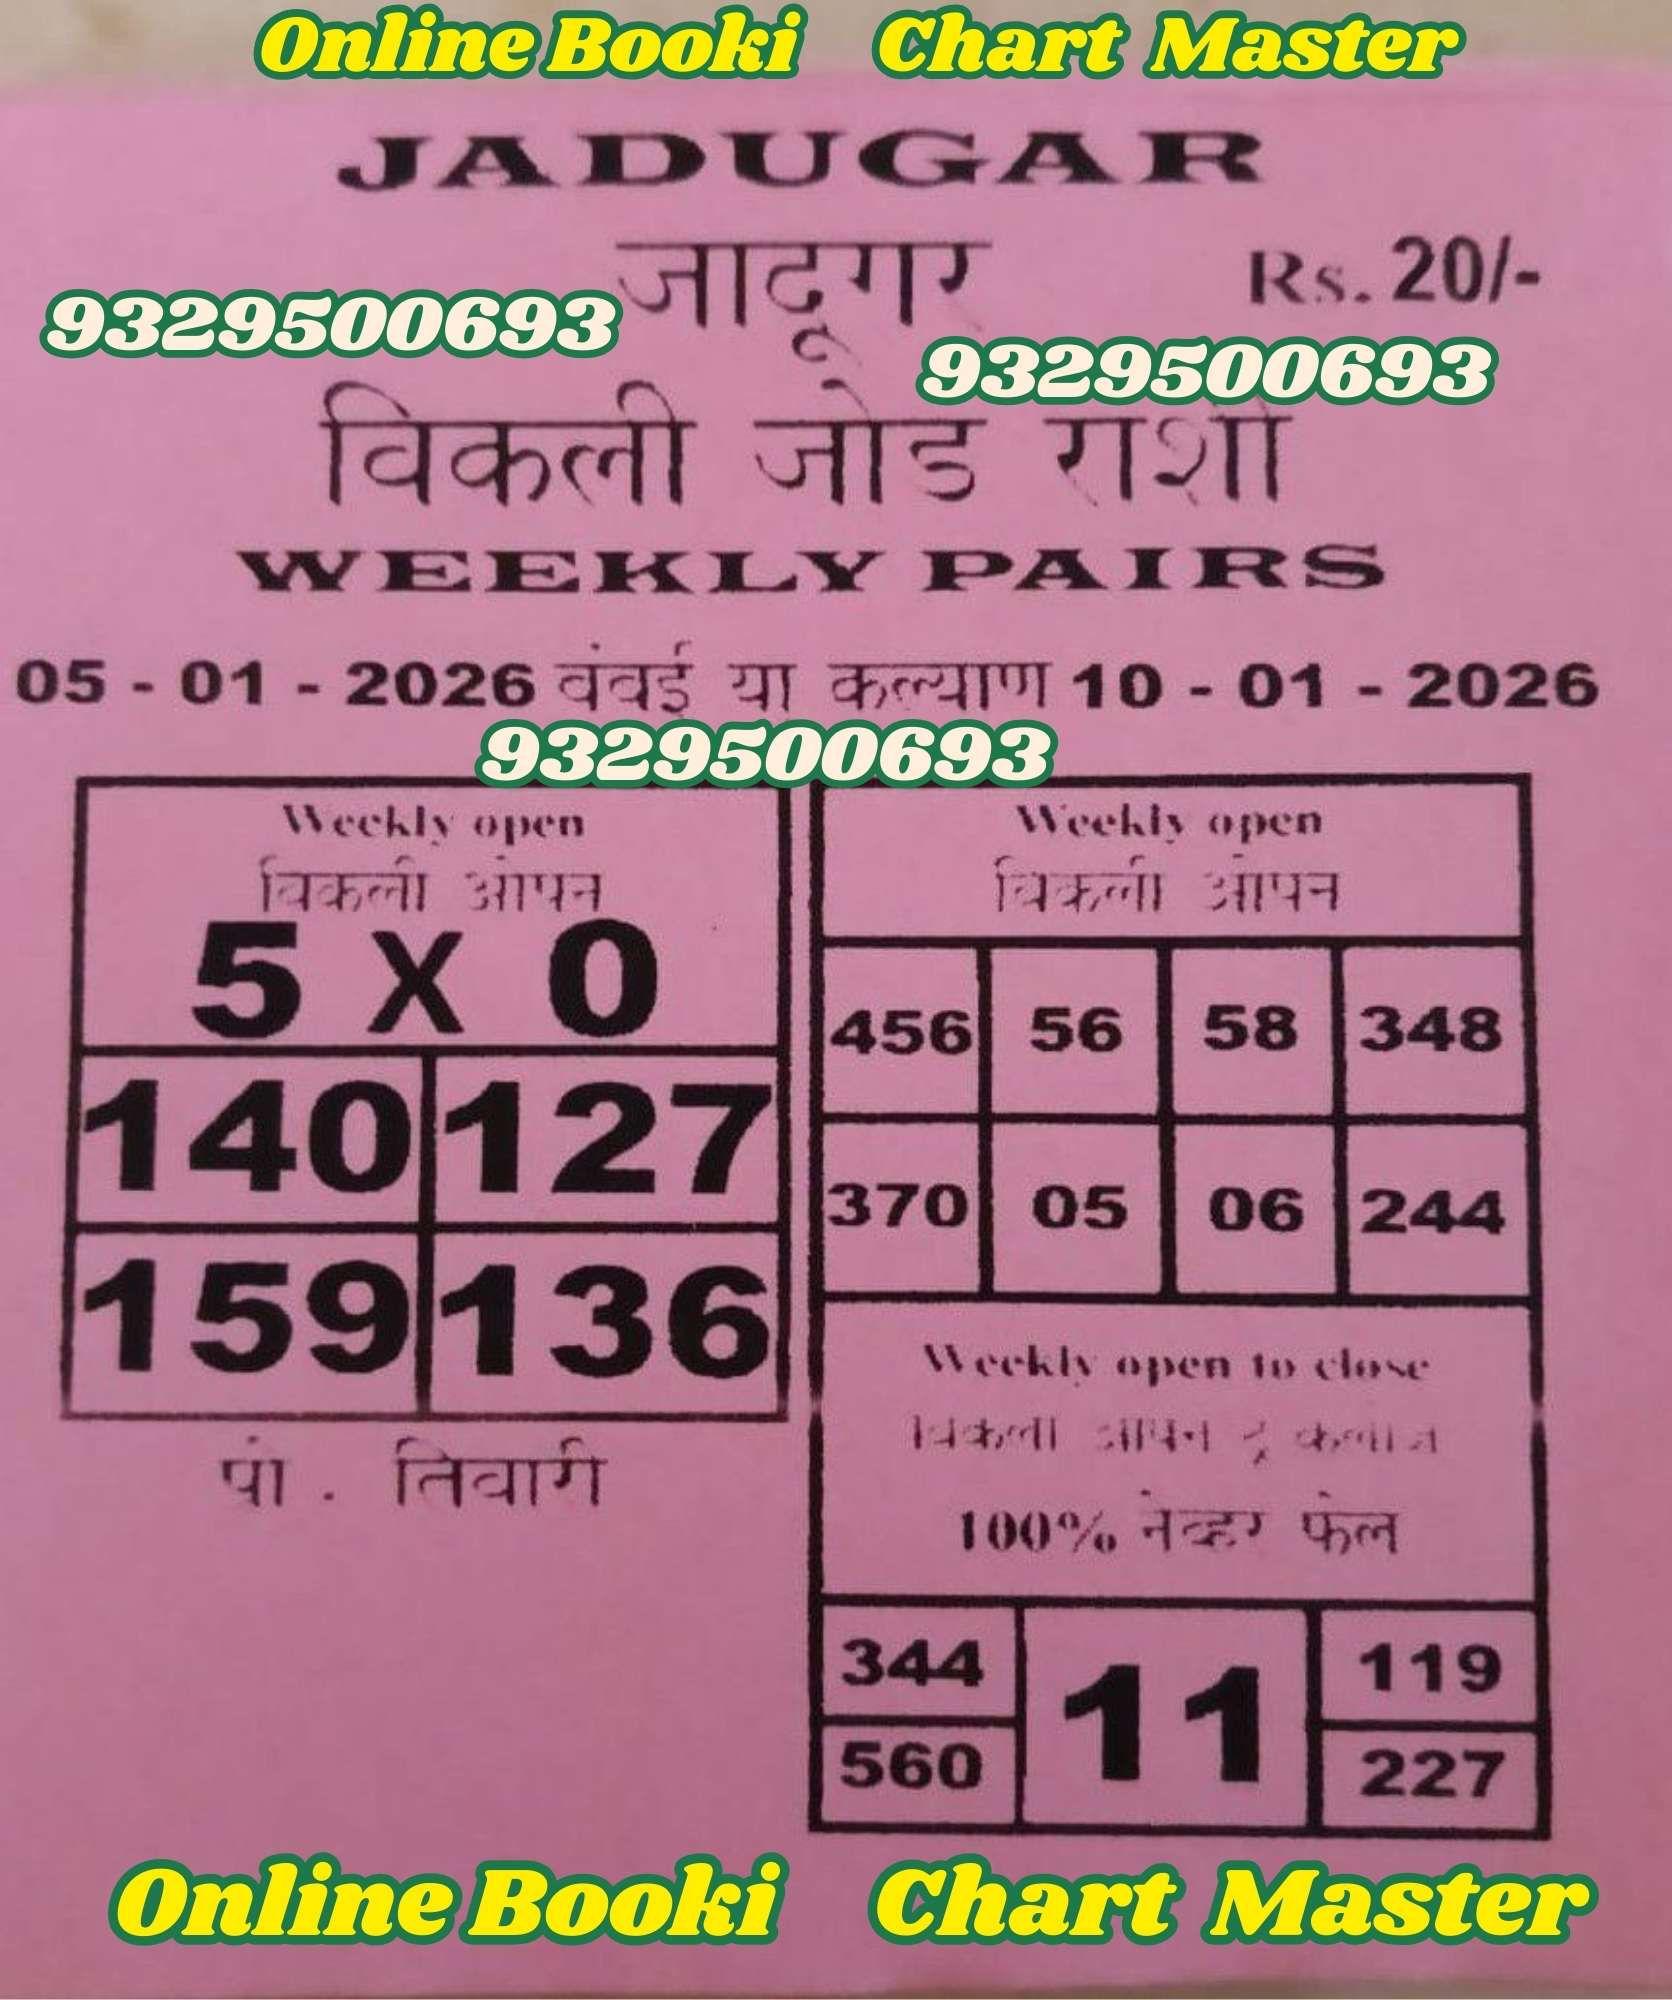 Online Booki Chart Master
JADUGAR
जादूगर Rs. 20/-
9329500693
9329500693
विकली जोड राशी
WEEKLY PAIRS
05 - 01 - 2026 वंवई या कल्याण 10 - 01 - 2026
9329500693
Weekly open
विकली ओपन
5 X 0
140 127
159 136
पो . तिवारी
Weekly open
विकली ओपन
456 56 58 348
370 05 06 244
Weekly open to close
विकली ओपन टू क्लोज
100% नेव्हर फेल
344 11 119
560 227
Online Booki Chart Master